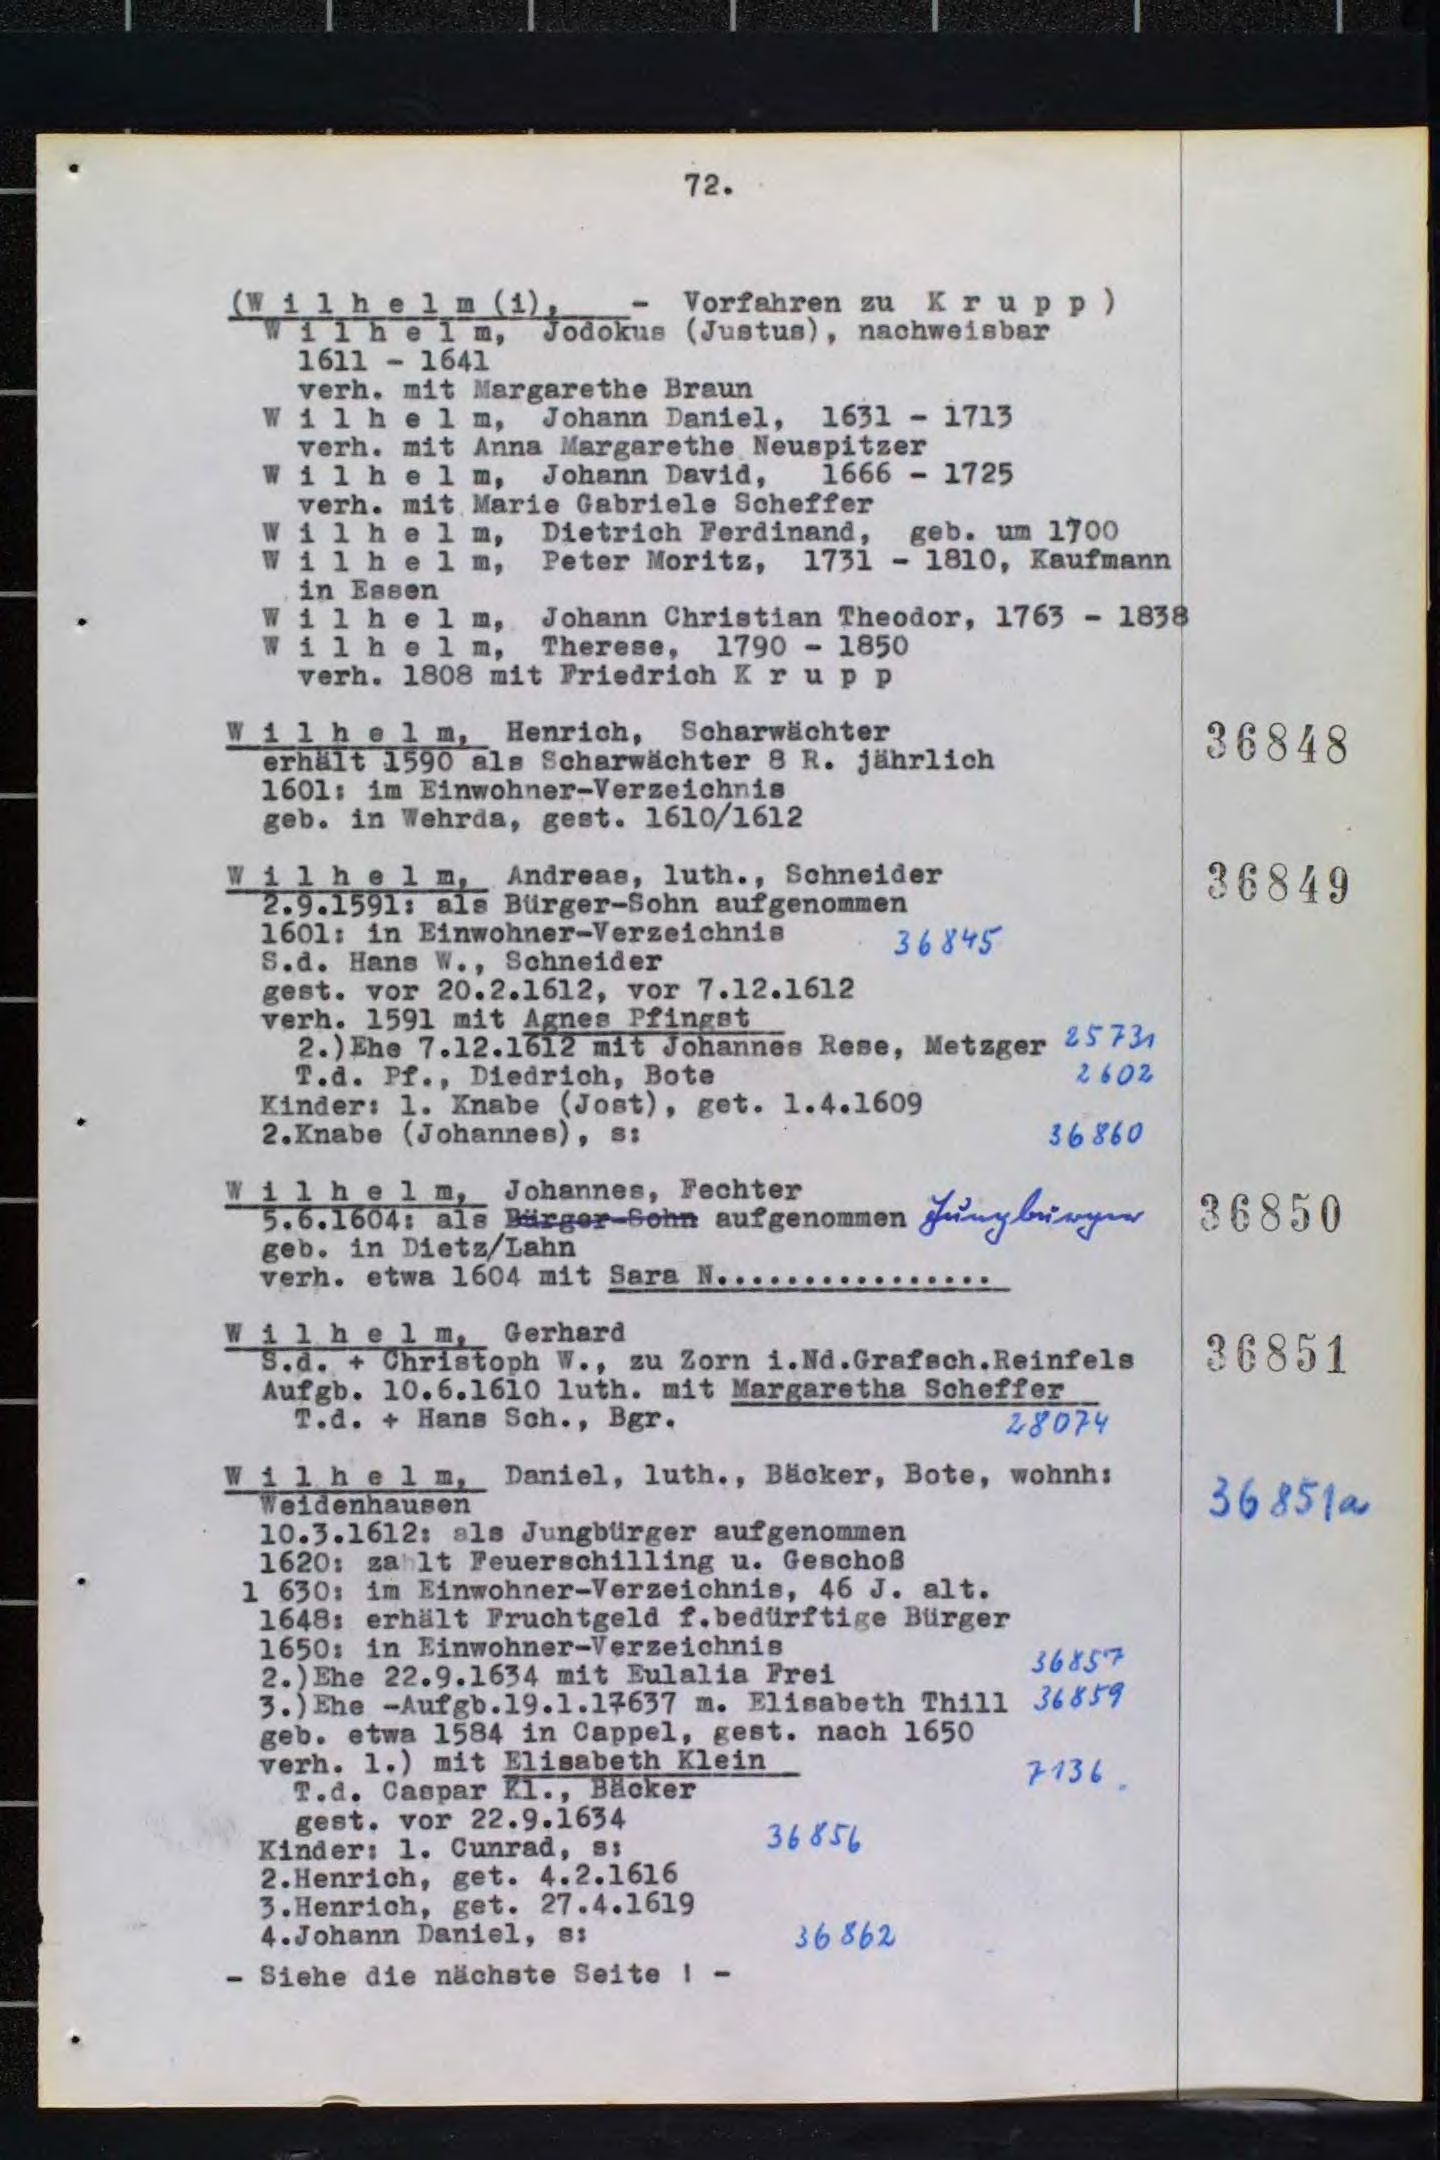 72.
(W i l h e l m (i), - Vorfahren zu K r u p p )
W i l h e l m, Jodokus (Justus), nachweisbar
1611 - 1641
verh. mit Margarethe Braun
W i l h e l m, Johann Daniel, 1631 - 1713
verh. mit Anna Margarethe Neuspitzer
W i l h e l m, Johann David, 1666 - 1725
verh. mit Marie Gabriele Scheffer
W i l h e l m, Dietrich Ferdinand, geb. um 1700
W i l h e l m, Peter Moritz, 1731 - 1810, Kaufmann
in Essen
W i l h e l m, Johann Christian Theodor, 1763 - 1838
W i l h e l m, Therese, 1790 - 1850
verh. 1808 mit Friedrich K r u p p
W i l h e l m, Henrich, Scharwächter 36848
erhält 1590 als Scharwächter 8 R. jährlich
1601: im Einwohner-Verzeichnis
geb. in Wehrda, gest. 1610/1612
W i l h e l m, Andreas, luth., Schneider 36849
2.9.1591: als Bürger-Sohn aufgenommen
1601: in Einwohner-Verzeichnis 36845
S.d. Hans W., Schneider
gest. vor 20.2.1612, vor 7.12.1612
verh. 1591 mit Agnes Pfingst
2.)Ehe 7.12.1612 mit Johannes Rese, Metzger 25731
T.d. Pf., Diedrich, Bote 2602
Kinder: 1. Knabe (Jost), get. 1.4.1609
2.Knabe (Johannes), s: 36860
W i l h e l m, Johannes, Fechter
5.6.1604: als Bürger-Sohn aufgenommen Jungbürger 36850
geb. in Dietz/Lahn
verh. etwa 1604 mit Sara N................
W i l h e l m, Gerhard 36851
S.d. + Christoph W., zu Zorn i.Nd.Grafsch.Reinfels
Aufgb. 10.6.1610 luth. mit Margaretha Scheffer
T.d. + Hans Sch., Bgr. 28074
W i l h e l m, Daniel, luth., Bäcker, Bote, wohnh: 36851a
Weidenhausen
10.3.1612: als Jungbürger aufgenommen
1620: zahlt Feuerschilling u. Geschoß
1 630: im Einwohner-Verzeichnis, 46 J. alt.
1648: erhält Fruchtgeld f.bedürftige Bürger
1650: in Einwohner-Verzeichnis
2.)Ehe 22.9.1634 mit Eulalia Frei 36857
3.)Ehe -Aufgb.19.1.17637 m. Elisabeth Thill 36859
geb. etwa 1584 in Cappel, gest. nach 1650
verh. 1.) mit Elisabeth Klein 7136
T.d. Caspar Kl., Bäcker
gest. vor 22.9.1634
Kinder: 1. Cunrad, s: 36856
2.Henrich, get. 4.2.1616
3.Henrich, get. 27.4.1619
4.Johann Daniel, s: 36862
- Siehe die nächste Seite ! -